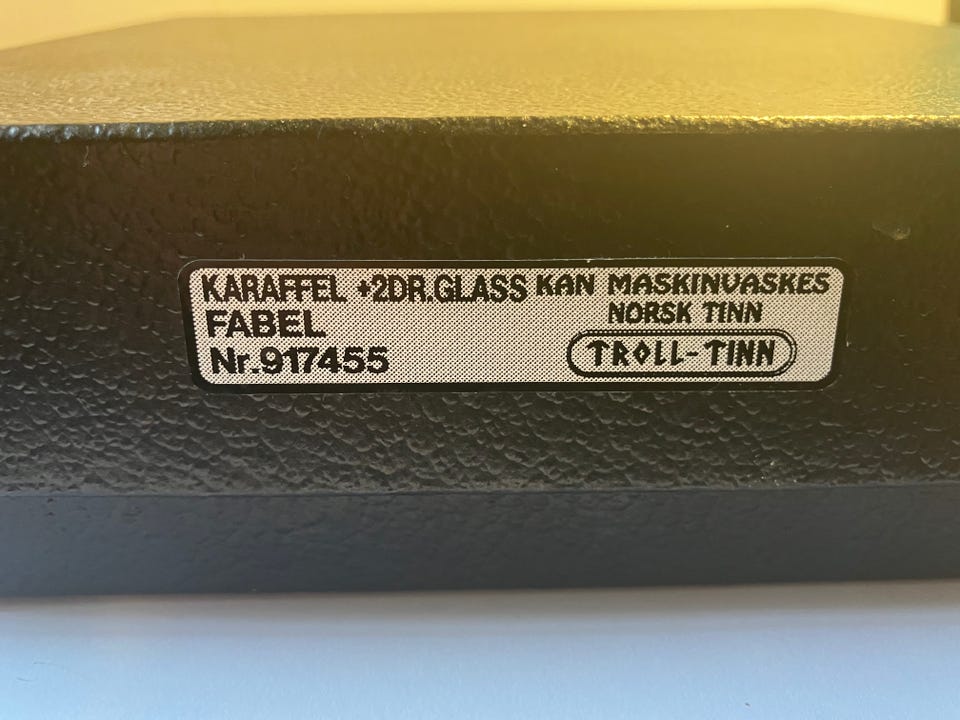 KARAFFEL +2DR.GLASS KAN MASKINVASKES
FABEL NORSK TINN
Nr.917455 TROLL-TINN